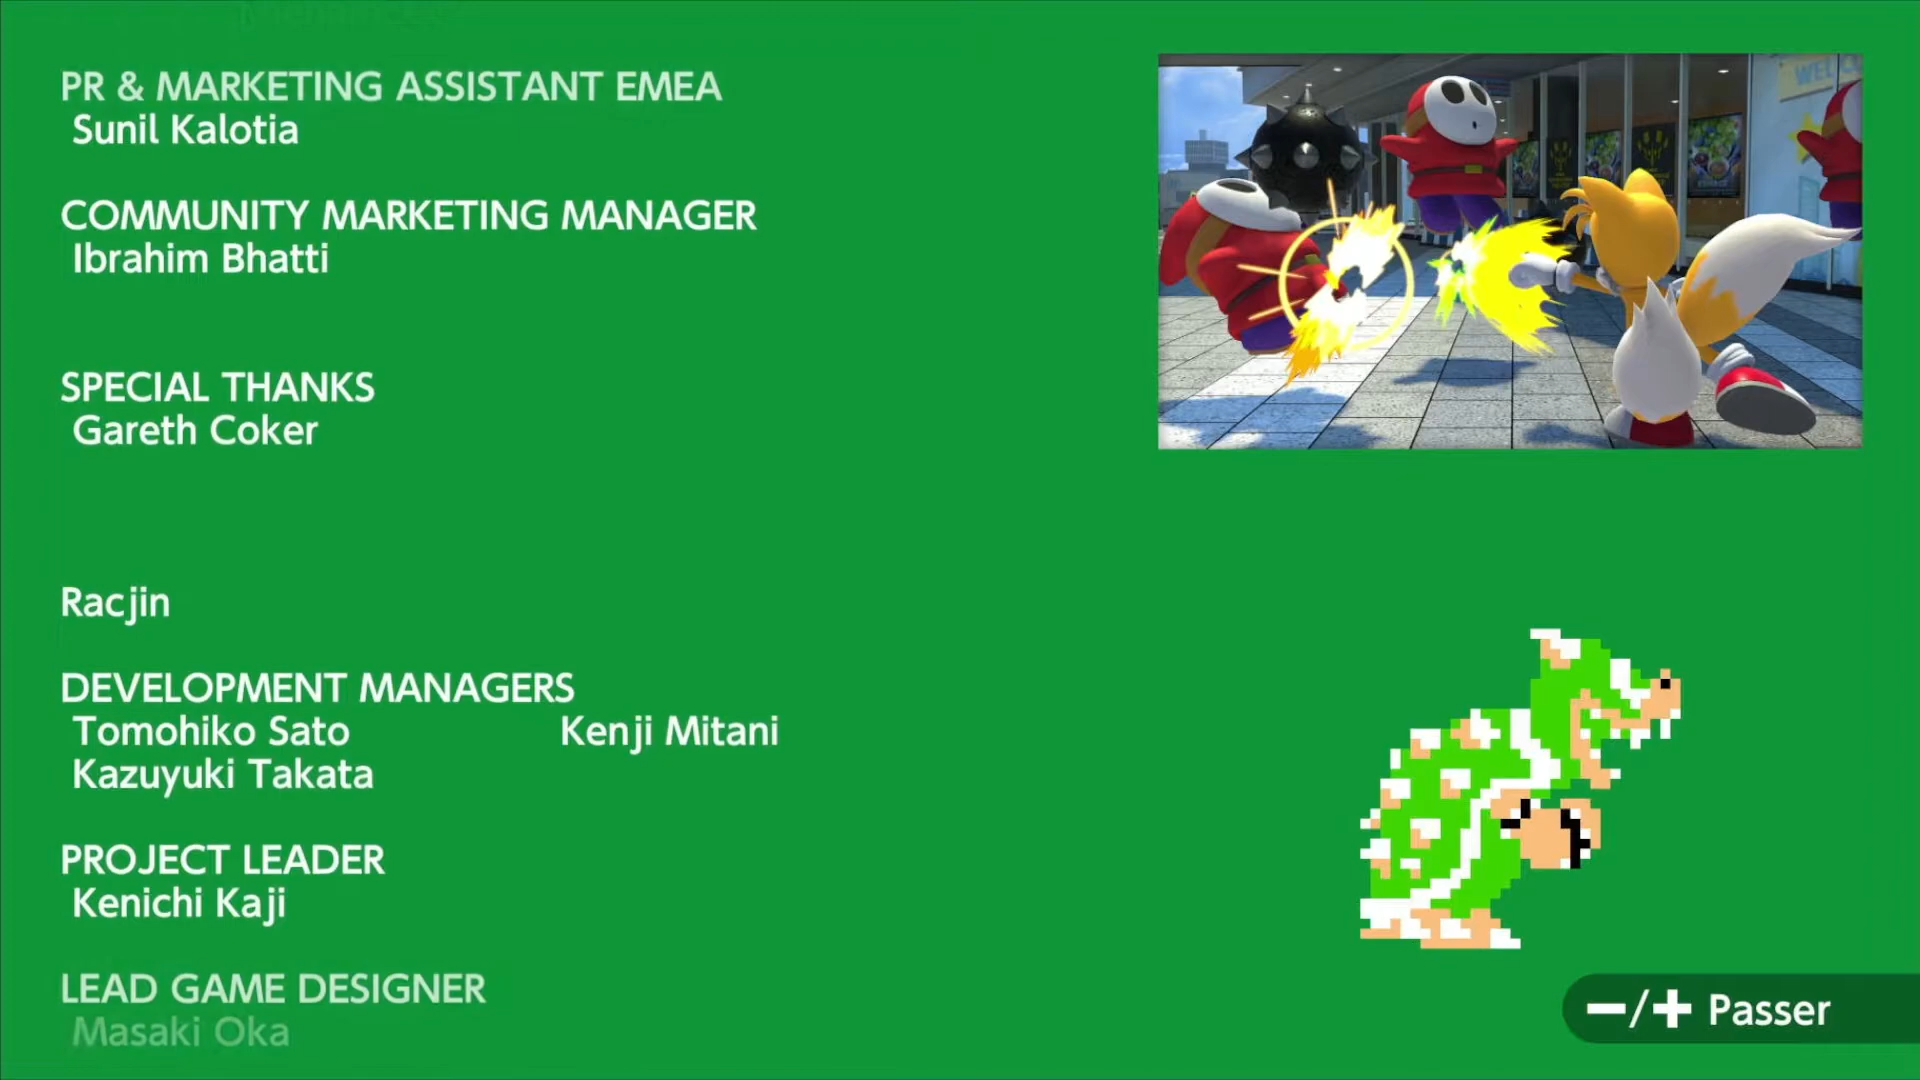 PR & MARKETING ASSISTANT EMEA
Sunil Kalotia
COMMUNITY MARKETING MANAGER
Ibrahim Bhatti
SPECIAL THANKS
Gareth Coker
Racjin
DEVELOPMENT MANAGERS
Tomohiko Sato Kenji Mitani
Kazuyuki Takata
PROJECT LEADER
Kenichi Kaji
LEAD GAME DESIGNER
Masaki Oka
−/+ Passer